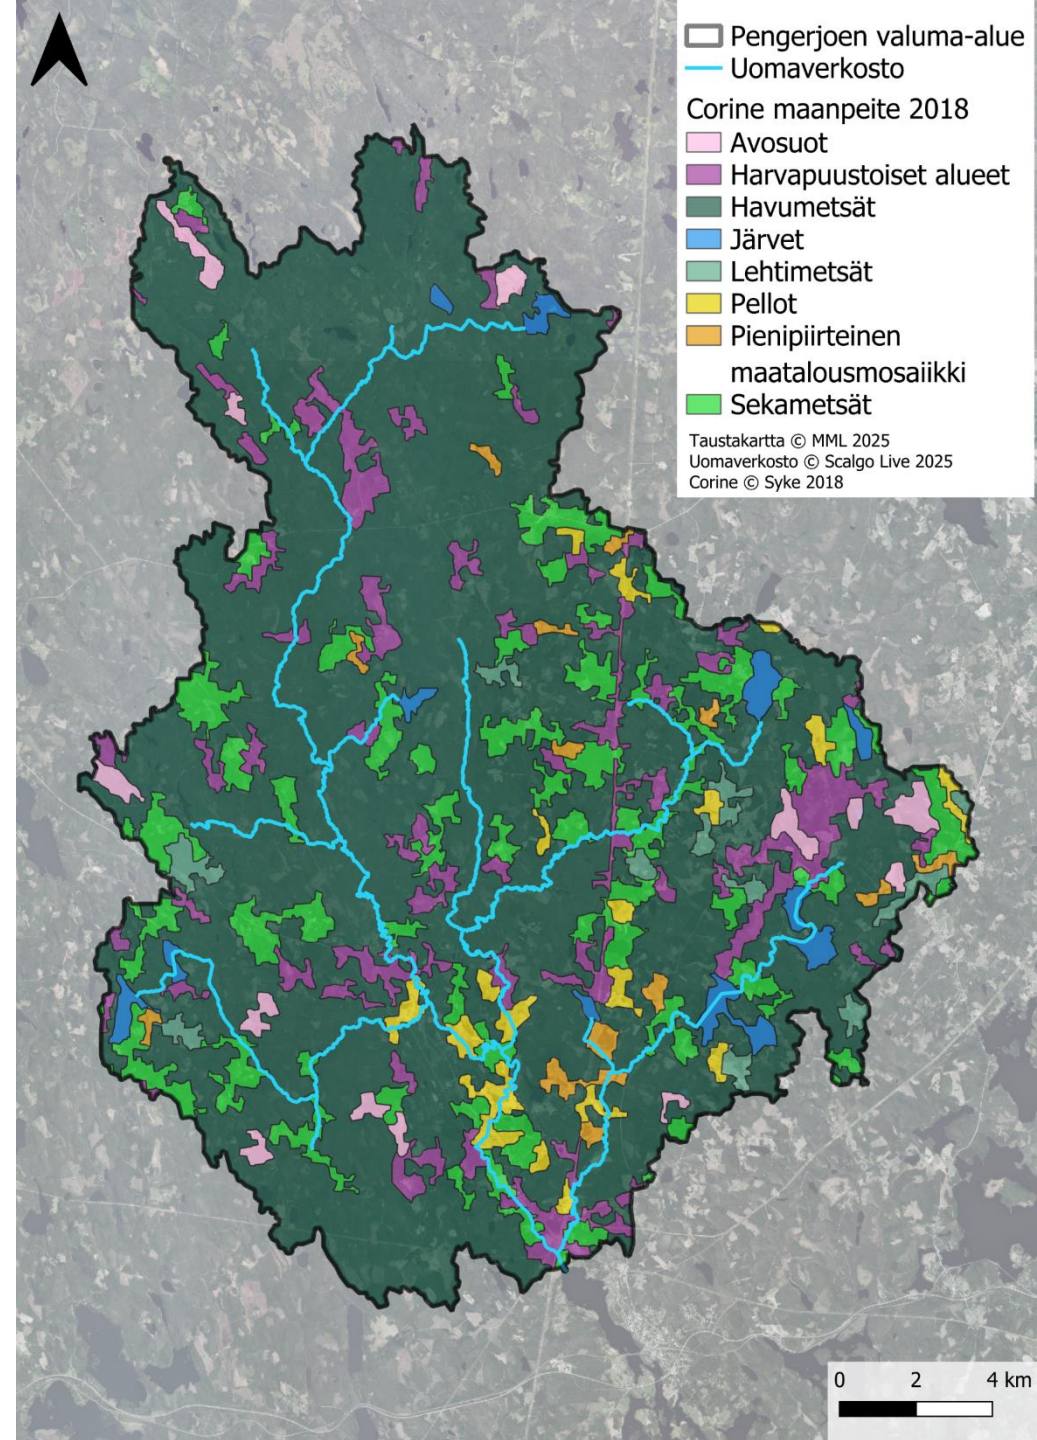 Pengerjoen valuma-alue
Uomaverkosto
Corine maanpeite 2018
Avosuot
Harvapuustoiset alueet
Havumetsät
Järvet
Lehtimetsät
Pellot
Pienipiirteinen
maatalousmosaiikki
Sekametsät
Taustakartta © MML 2025
Uomaverkosto © Scalgo Live 2025
Corine © Syke 2018
0 2 4 km